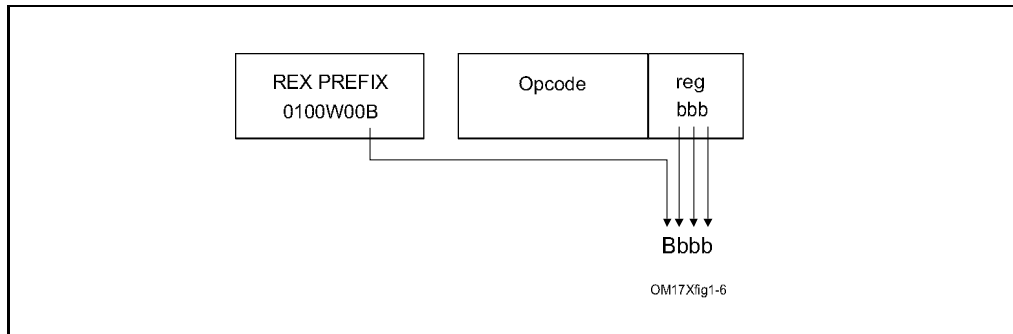 REX PREFIX
0100W00B
Opcode
reg
bbb
Bbbb
OM17Xfig1-6